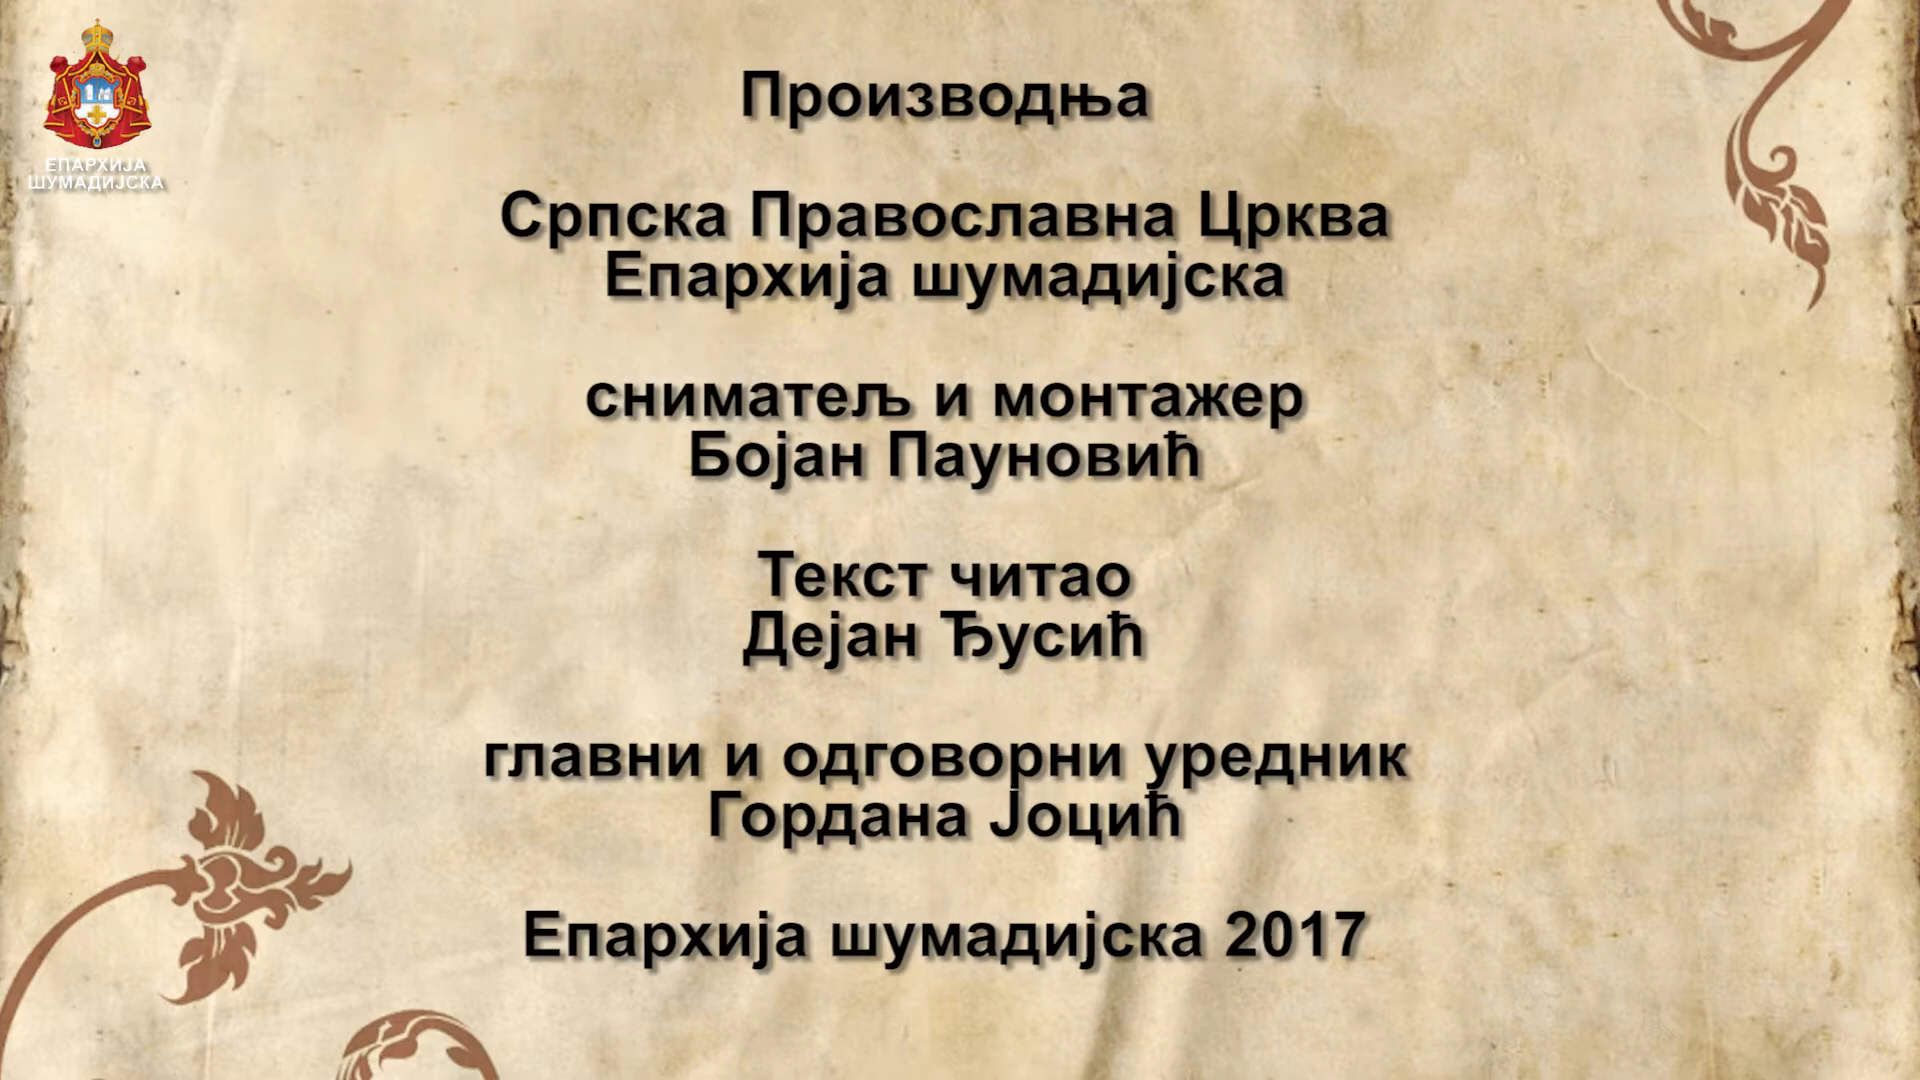 ЕПАРХИЈА
ШУМАДИЈСКА
Производња
Српска Православна Црква
Епархија шумадијска
сниматељ и монтажер
Бојан Пауновић
Текст читао
Дејан Ђусић
главни и одговорни уредник
Гордана Јоцић
Епархија шумадијска 2017